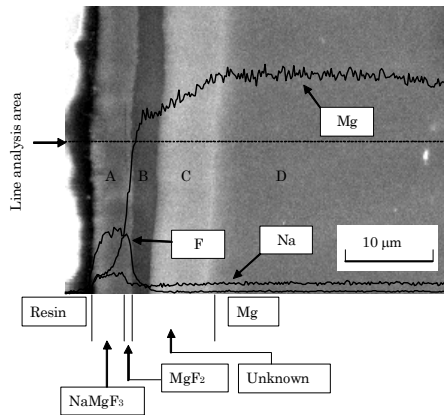 Line analysis area
Mg
A
B
C
D
F
Na
10 μm
Resin
Mg
NaMgF₃
MgF₂
Unknown